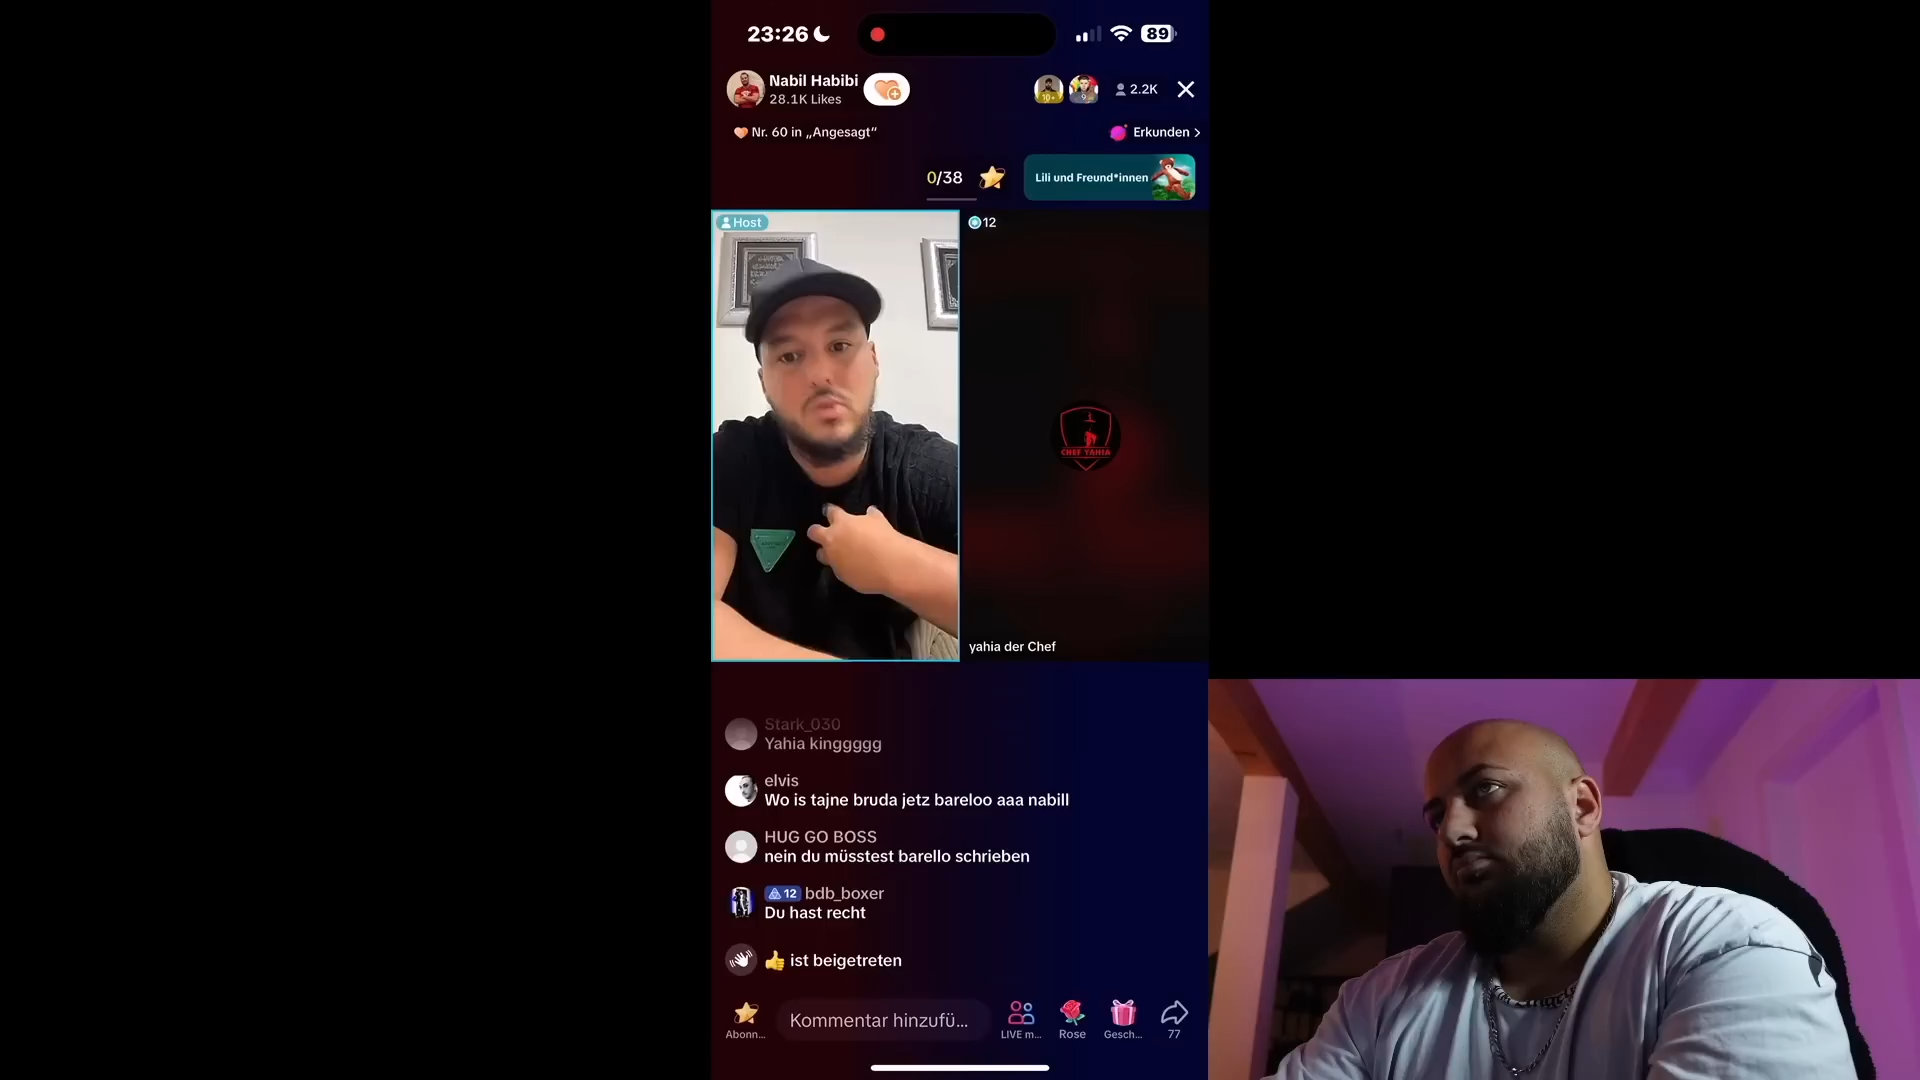 23:26
89
Nabil Habibi
28.1K Likes
2.2K
10+
9
Nr. 60 in „Angesagt“
Erkunden >
0/38
Lili und Freund*innen
Host
12
CHEF YAHIA
yahia der Chef
Stark_030
Yahia kinggggg
elvis
Wo is tajne bruda jetz bareloo aaa nabill
HUG GO BOSS
nein du müsstest barello schrieben
12 bdb_boxer
Du hast recht
👍 ist beigetreten
Abonn...
Kommentar hinzufü...
LIVE m...
Rose
Gesch...
77